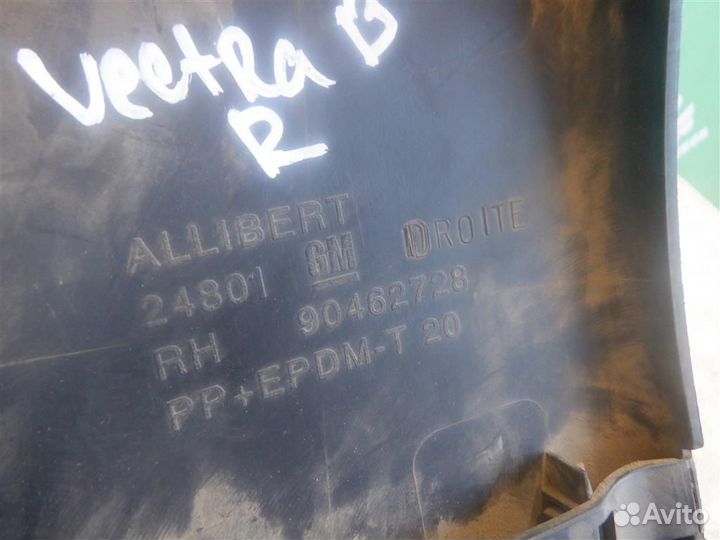 Vectra B
R
ALLIBERT
24801 GM DROITE
RH 90462728
PP+EPDM-T 20
Avito